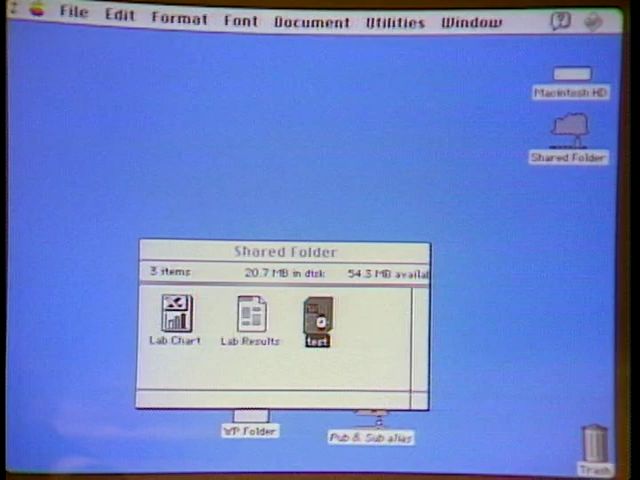 File Edit Format Font Document Utilities Window
Macintosh HD
Shared Folder
Shared Folder
3 items 20.7 MB in disk 54.3 MB availal
Lab Chart Lab Results test
WP Folder
Pub & Sub alias
Trash